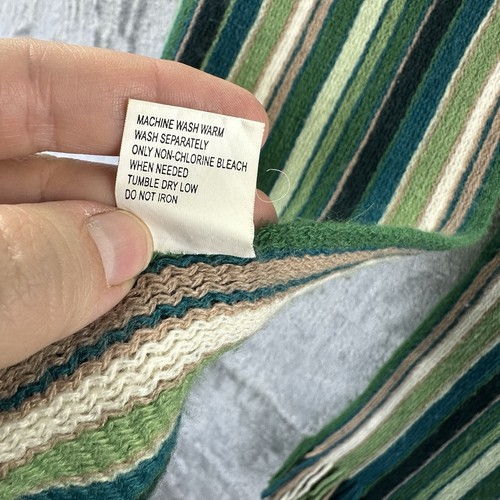 MACHINE WASH WARM
WASH SEPARATELY
ONLY NON-CHLORINE BLEACH
WHEN NEEDED
TUMBLE DRY LOW
DO NOT IRON